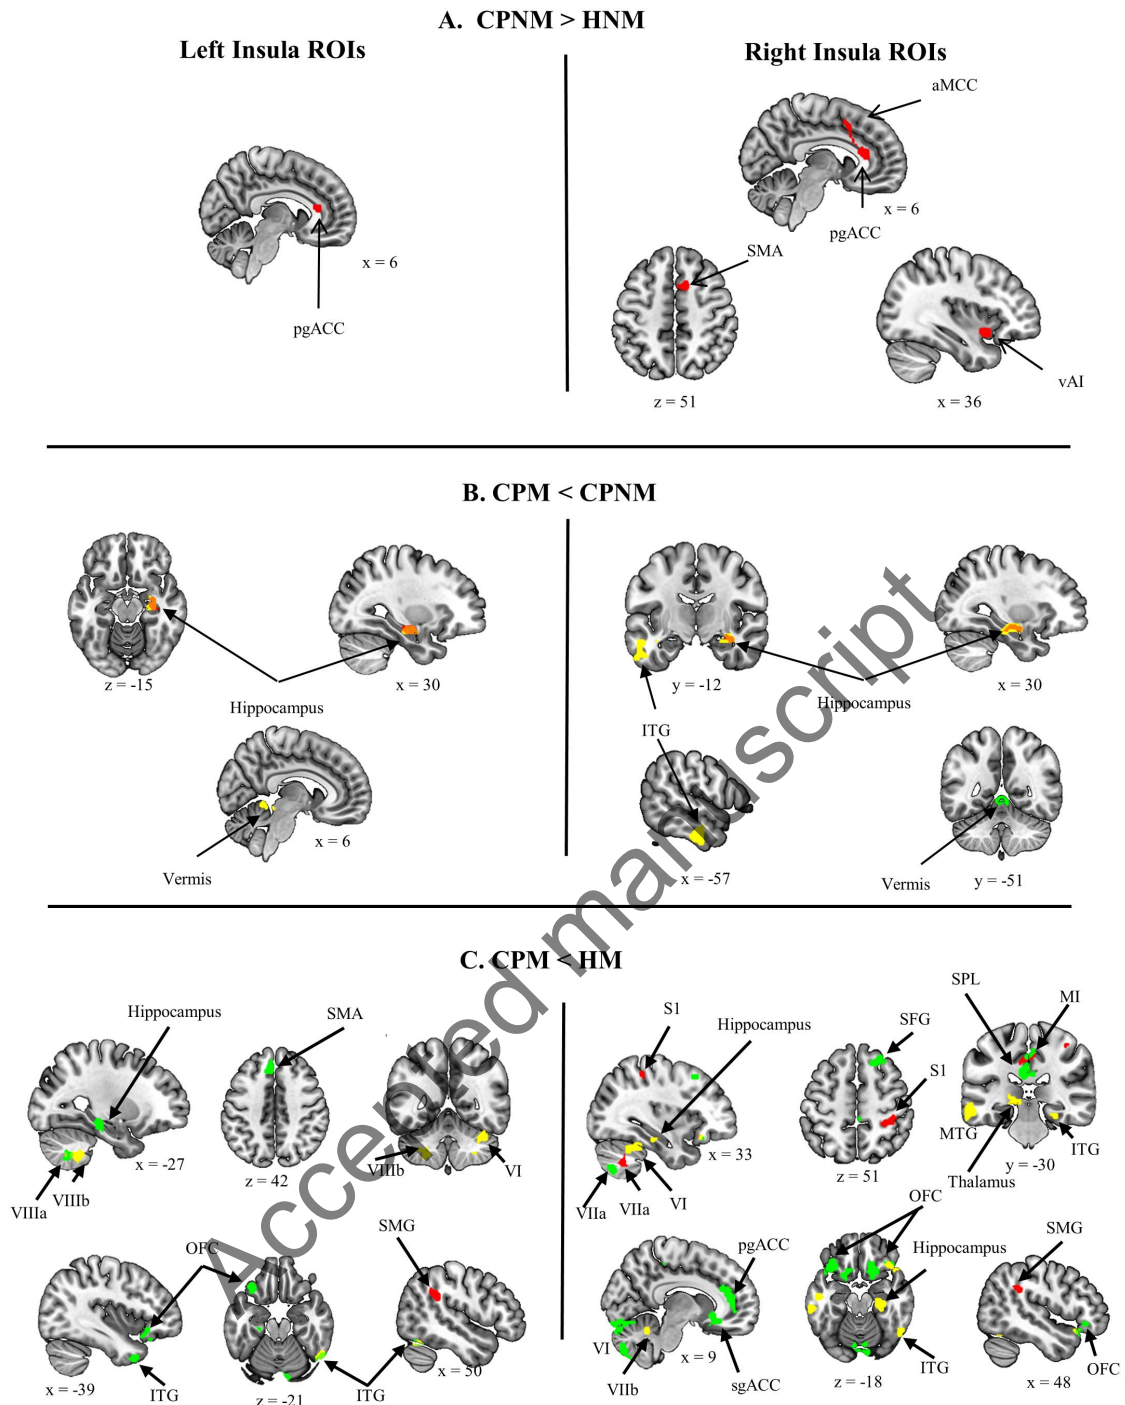 A. CPNM > HNM
Left Insula ROIs
Right Insula ROIs
aMCC
x = 6
pgACC
SMA
x = 6
pgACC
vAI
z = 51
x = 36
B. CPM < CPNM
z = -15
x = 30
y = -12
x = 30
Hippocampus
Hippocampus
ITG
x = 6
Vermis
x = -57
Vermis
y = -51
C. CPM < HM
Hippocampus
SMA
S1
Hippocampus
SFG
SPL
MI
S1
x = -27
z = 42
VIIIb
VI
VIIIa
VIIIb
x = 33
VIIa
VIIa
VI
z = 51
MTG
ITG
y = -30
Thalamus
OFC
SMG
pgACC
OFC
Hippocampus
SMG
x = -39
ITG
z = -21
ITG
x = 50
VI
VIIb
x = 9
sgACC
z = -18
ITG
x = 48
OFC
Accepted manuscript